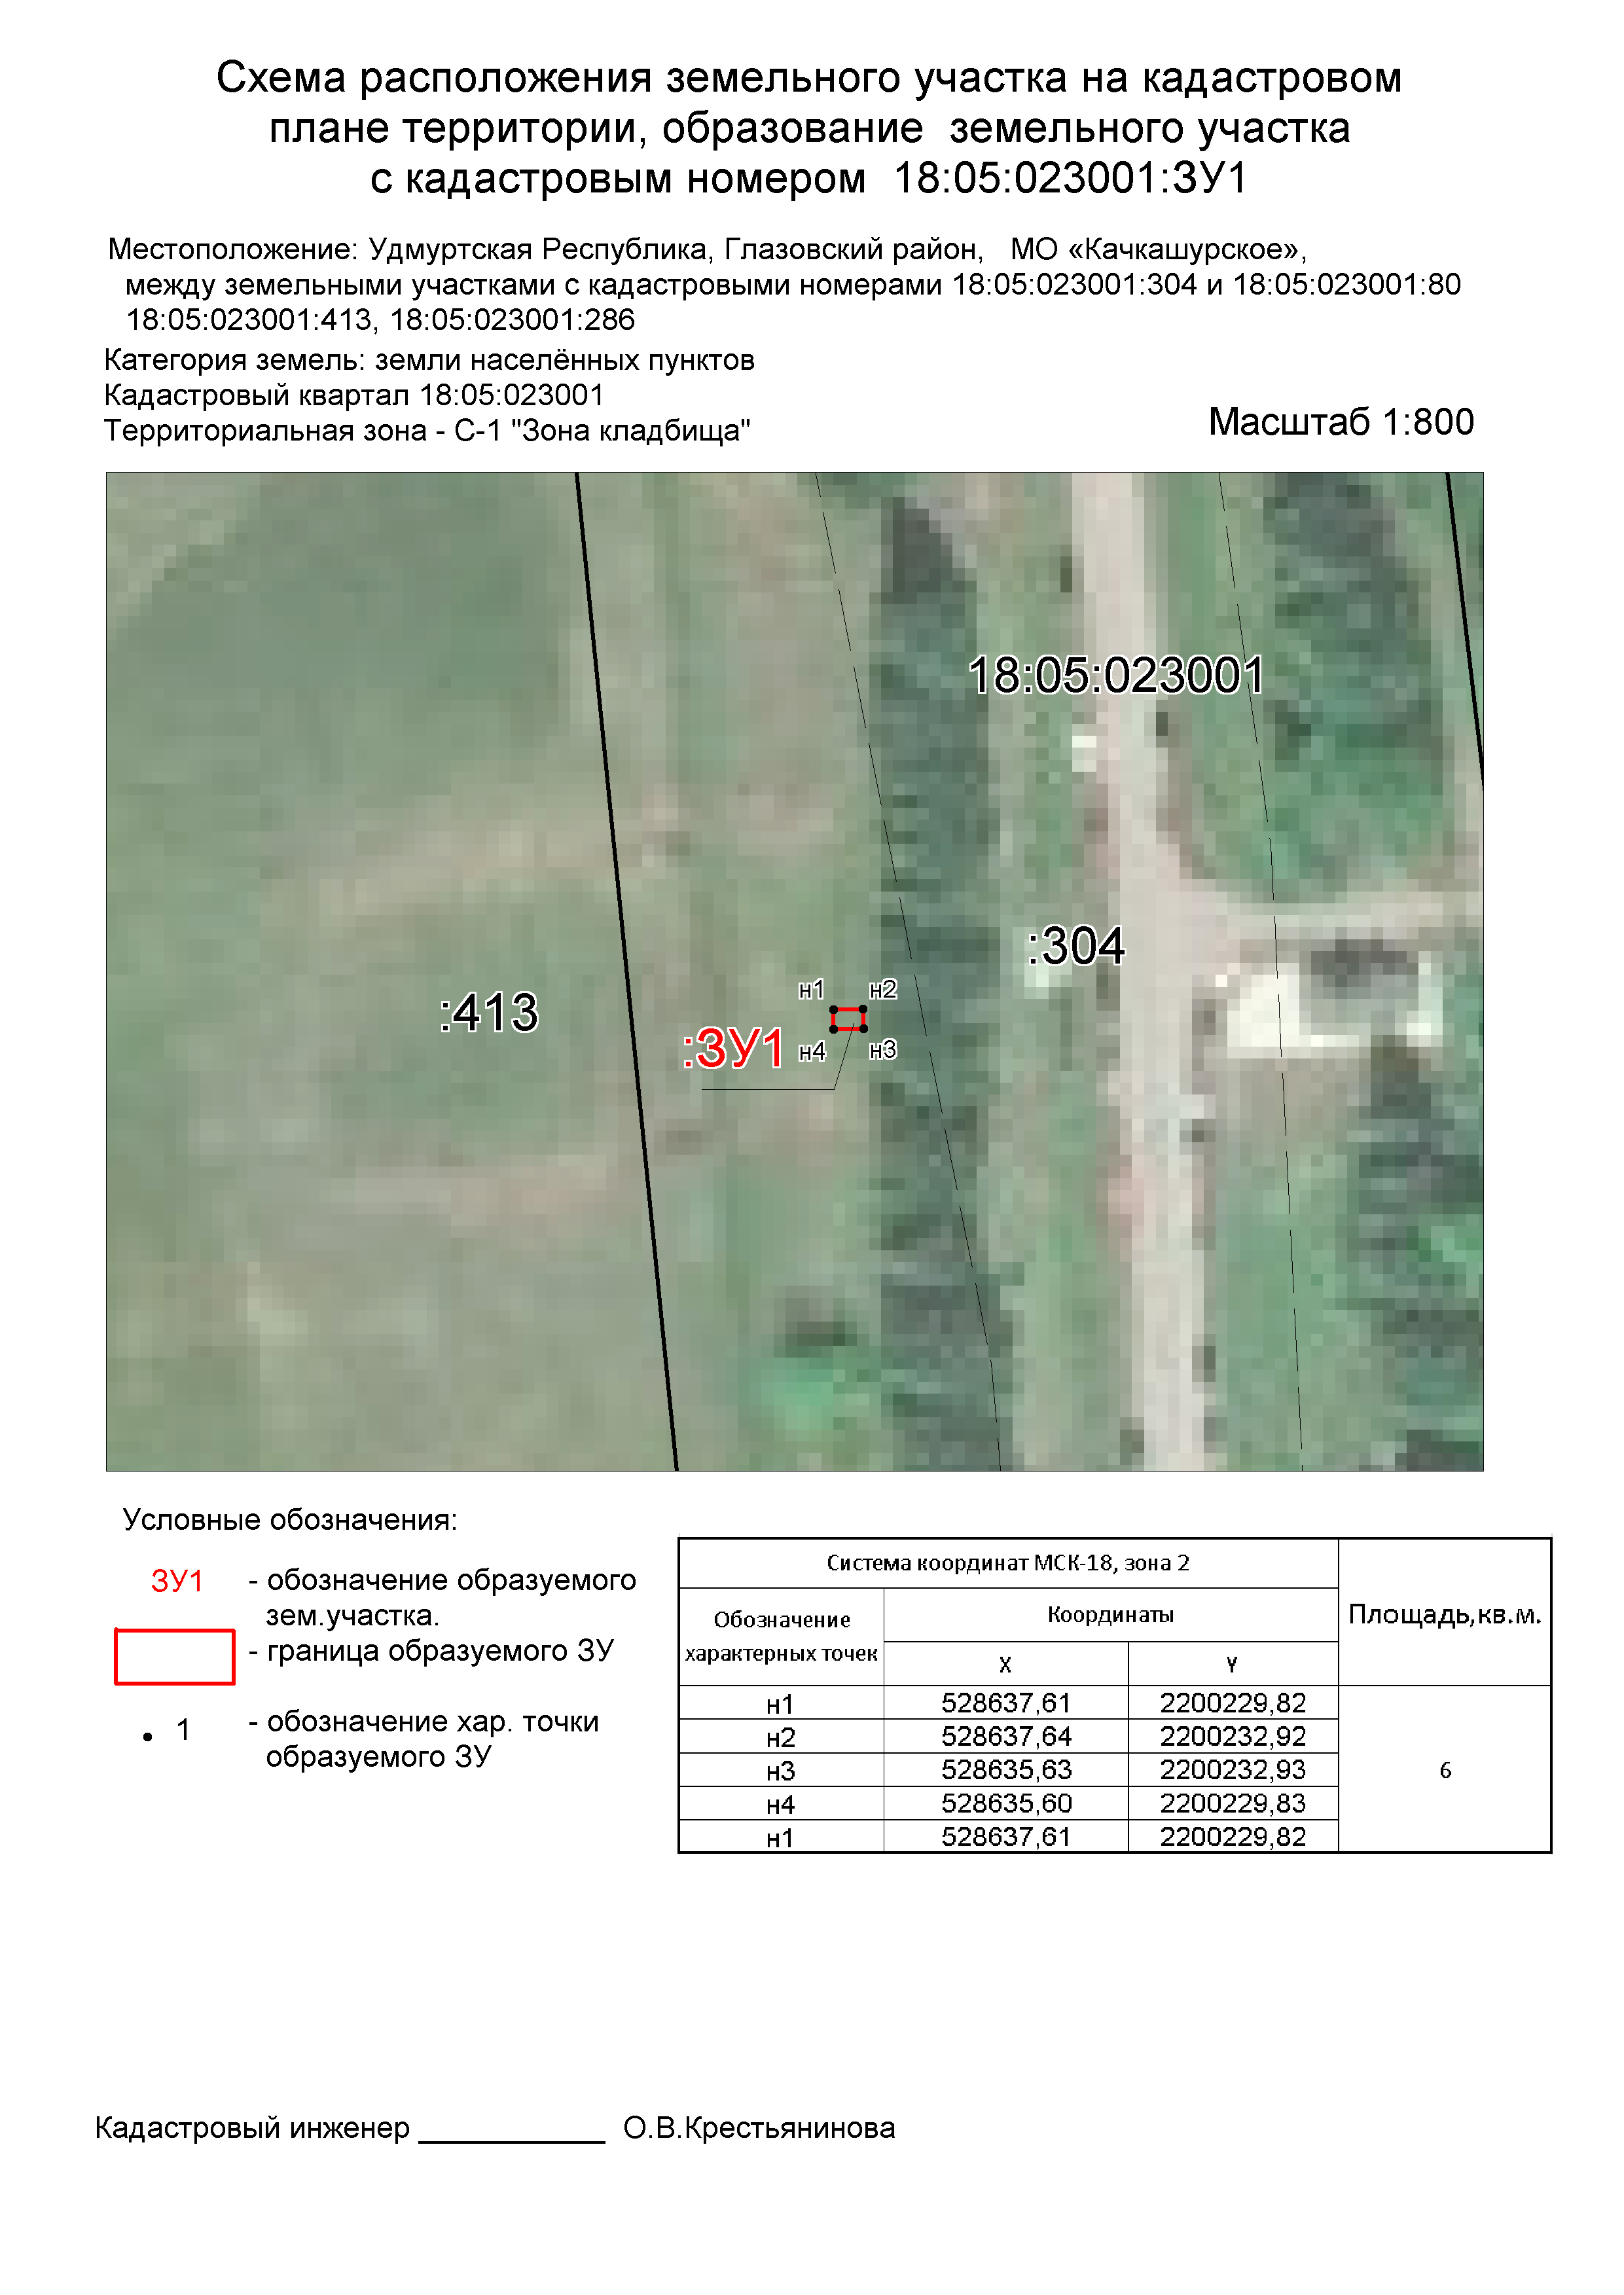 Схема расположения земельного участка на кадастровом
плане территории, образование земельного участка
с кадастровым номером 18:05:023001:ЗУ1
Местоположение: Удмуртская Республика, Глазовский район, МО «Качкашурское»,
между земельными участками с кадастровыми номерами 18:05:023001:304 и 18:05:023001:80
18:05:023001:413, 18:05:023001:286
Категория земель: земли населённых пунктов
Кадастровый квартал 18:05:023001
Территориальная зона - С-1 "Зона кладбища"
Масштаб 1:800
18:05:023001
:304
:413
н1 н2
:ЗУ1 н4 н3
Условные обозначения:
ЗУ1 - обозначение образуемого
зем.участка.
- граница образуемого ЗУ
1 - обозначение хар. точки
образуемого ЗУ
Система координат МСК-18, зона 2
Площадь,кв.м.
Обозначение
характерных точек
Координаты
X Y
н1 528637,61 2200229,82
н2 528637,64 2200232,92
н3 528635,63 2200232,93
6
н4 528635,60 2200229,83
н1 528637,61 2200229,82
Кадастровый инженер ___________ О.В.Крестьянинова